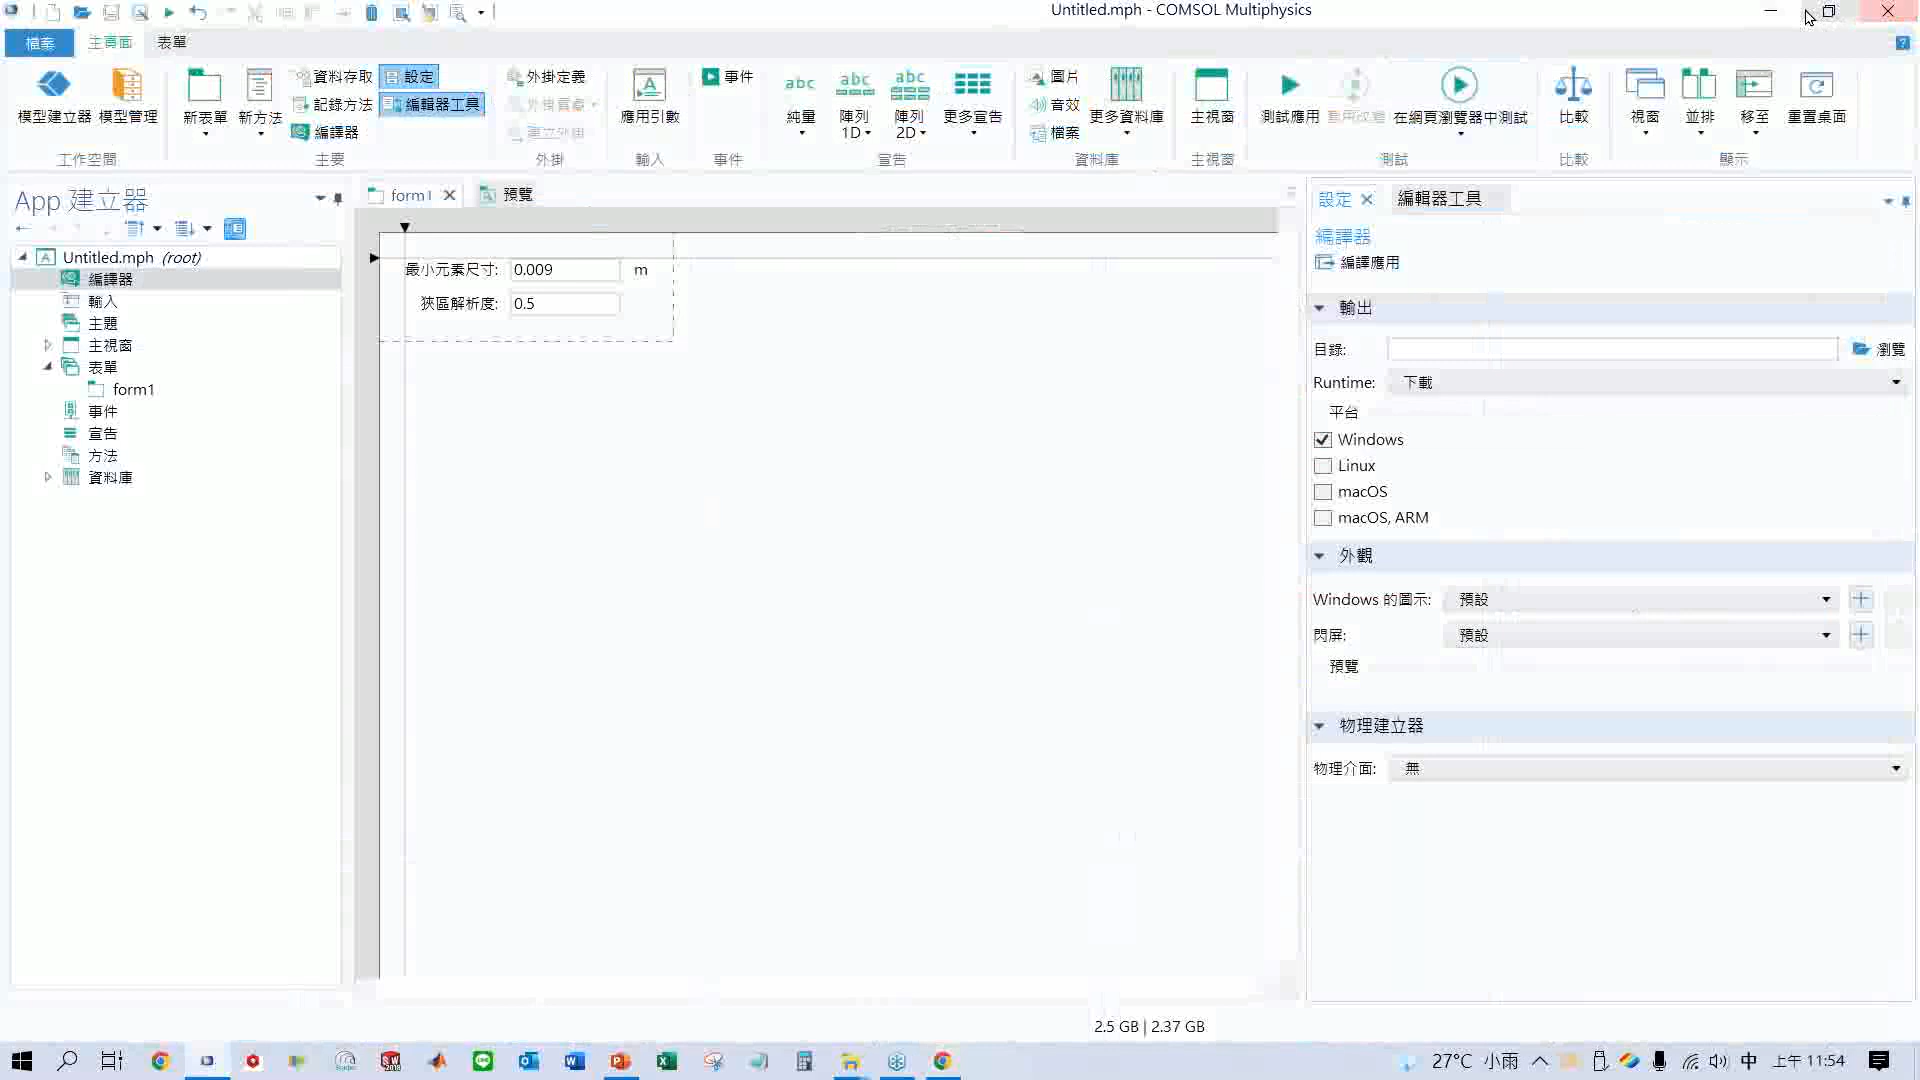 Untitled.mph - COMSOL Multiphysics
檔案 主頁面 表單
模型建立器 模型管理 工作空間
新表單 新方法 資料存取 記錄方法 編譯器 設定 編輯器工具 主要
外掛定義 建立外掛 外掛
應用引數 輸入
事件 事件
abc 純量 abc 陣列 1D abc 陣列 2D 更多宣告 宣告
圖片 音效 檔案 更多資料庫 資料庫
主視窗 主視窗
測試應用 在網頁瀏覽器中測試 測試
比較 比較
視窗 並排 移至 重置桌面 顯示
App 建立器
Untitled.mph (root)
編譯器
輸入
主題
主視窗
表單
form1
事件
宣告
方法
資料庫
form1 預覽
最小元素尺寸: 0.009 m
狹區解析度: 0.5
設定 編輯器工具
編譯器
編譯應用
輸出
目錄: 瀏覽
Runtime: 下載
平台
Windows
Linux
macOS
macOS, ARM
外觀
Windows 的圖示: 預設
閃屏: 預設
預覽
物理建立器
物理介面: 無
2.5 GB | 2.37 GB
27°C 小雨 中 上午 11:54